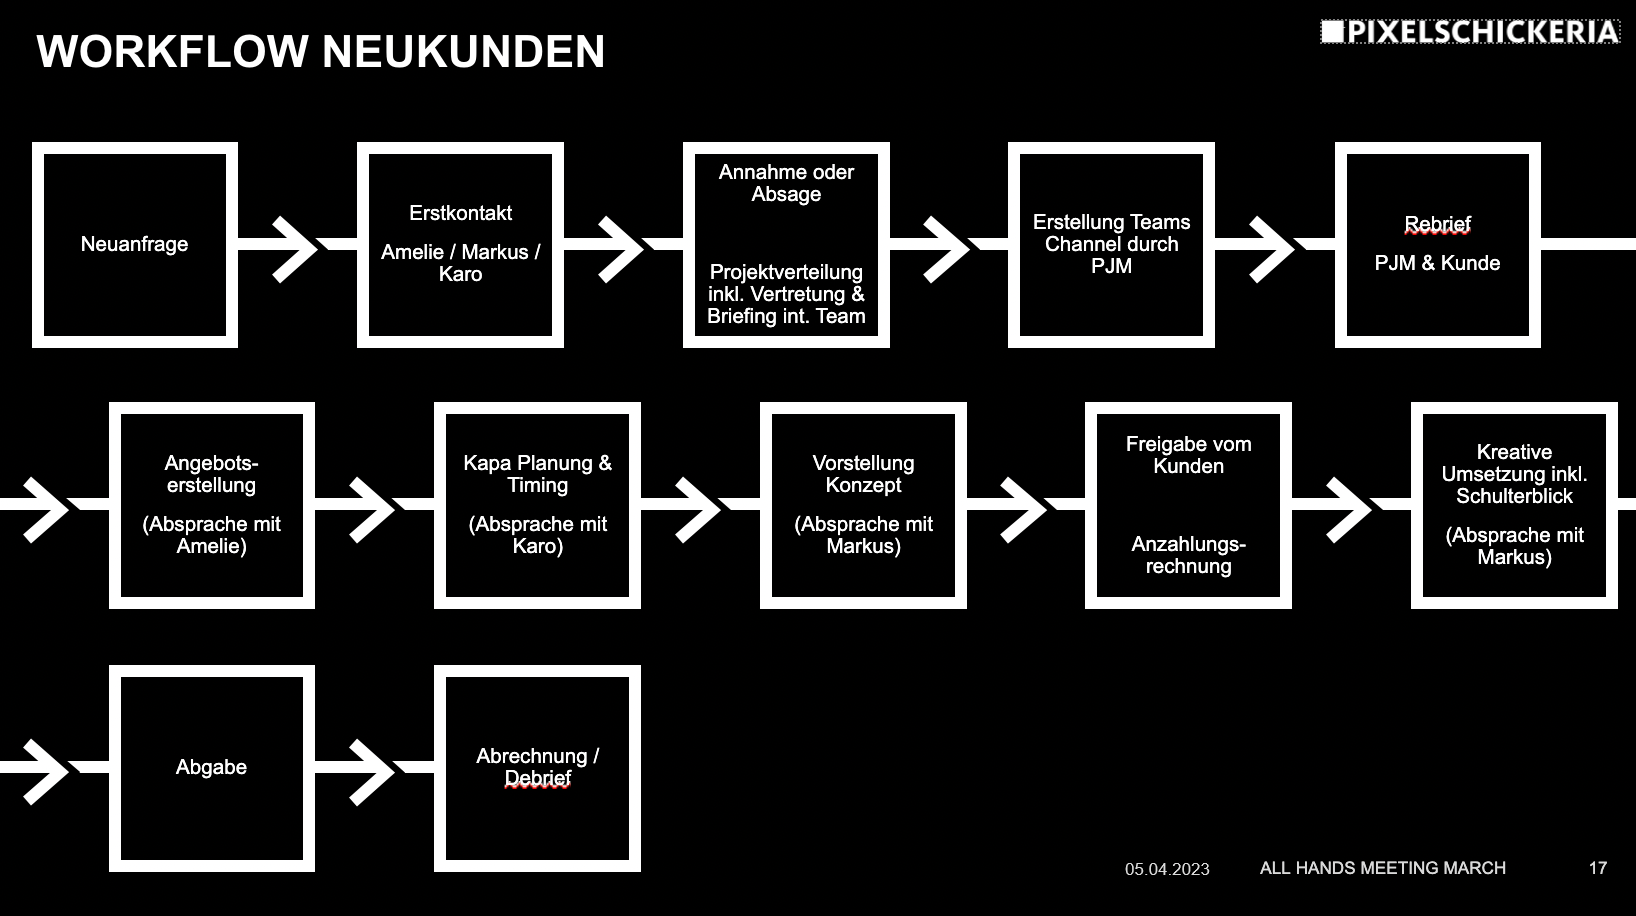 WORKFLOW NEUKUNDEN
PIXELSCHICKERIA
Neuanfrage
Erstkontakt
Amelie / Markus /
Karo
Annahme oder
Absage
Projektverteilung
inkl. Vertretung &
Briefing int. Team
Erstellung Teams
Channel durch
PJM
Rebrief
PJM & Kunde
Angebots-
erstellung
(Absprache mit
Amelie)
Kapa Planung &
Timing
(Absprache mit
Karo)
Vorstellung
Konzept
(Absprache mit
Markus)
Freigabe vom
Kunden
Anzahlungs-
rechnung
Kreative
Umsetzung inkl.
Schulterblick
(Absprache mit
Markus)
Abgabe
Abrechnung /
Debrief
05.04.2023
ALL HANDS MEETING MARCH
17